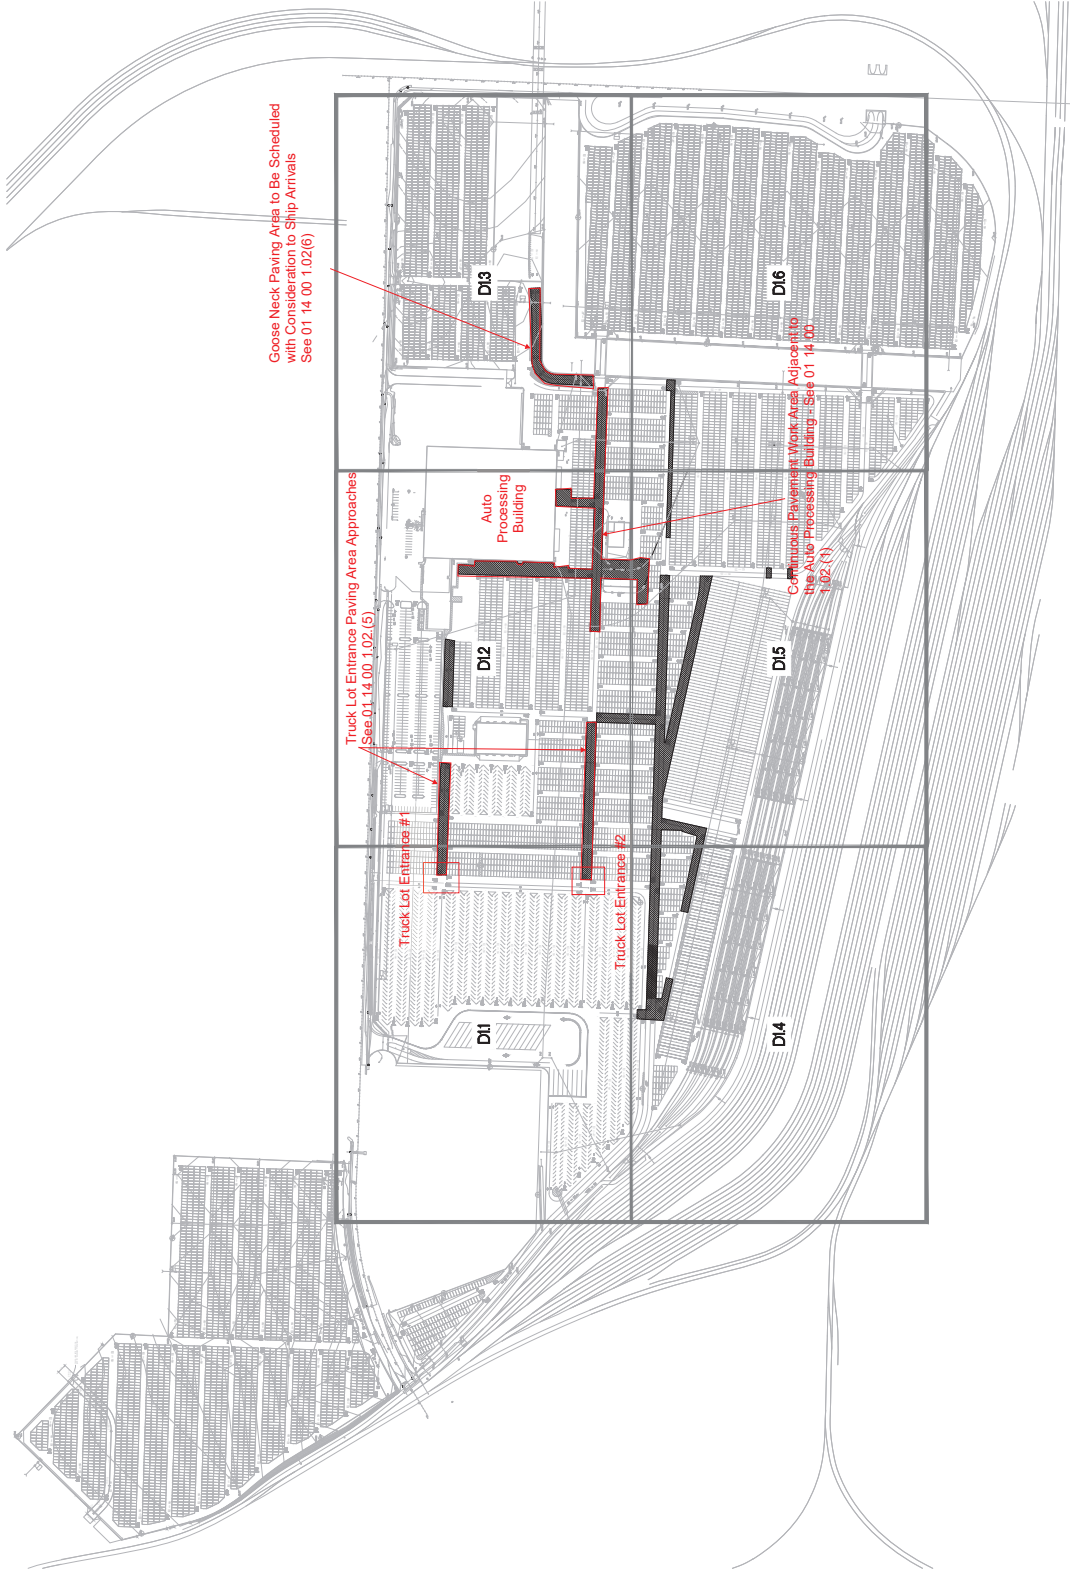 Goose Neck Paving Area to Be Scheduled
with Consideration to Ship Arrivals
See 01 14 00 1.02(6)
D1.3
D1.6
Continuous Pavement Work Area Adjacent to
the Auto Processing Building - See 01 14 00
1.02.(1)
Auto
Processing
Building
Truck Lot Entrance Paving Area Approaches
See 01 14 00 1.02.(5)
D1.2
D1.5
Truck Lot Entrance #1
Truck Lot Entrance #2
D1.1
D1.4